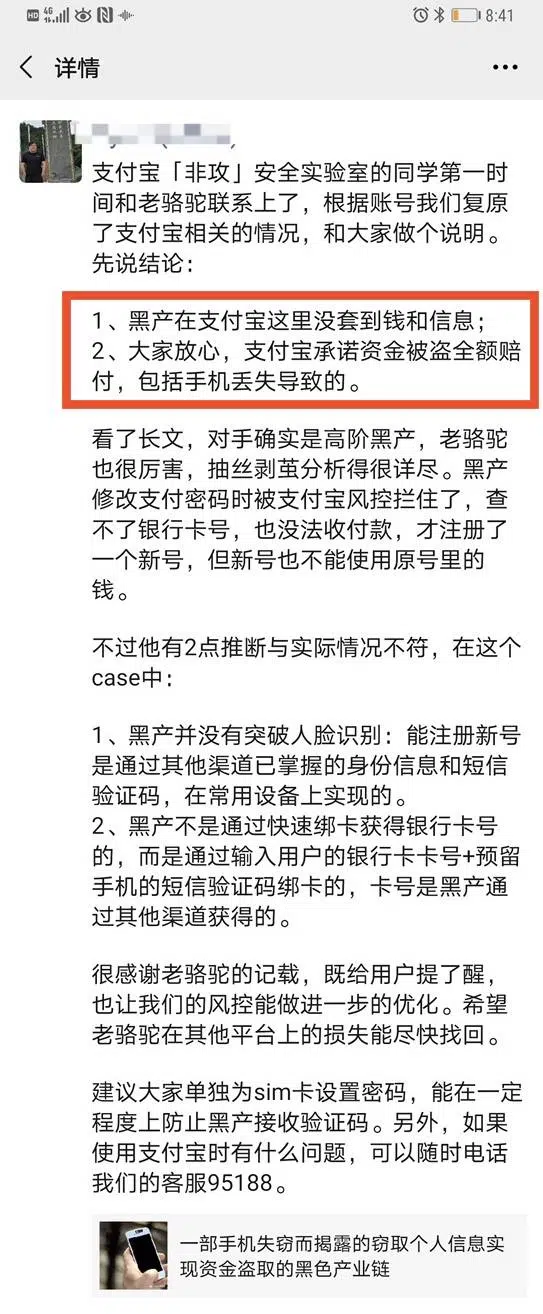 HD 4G 8:41
详情
支付宝「非攻」安全实验室的同学第一时
间和老骆驼联系上了，根据账号我们复原
了支付宝相关的情况，和大家做个说明。
先说结论：
1、黑产在支付宝这里没套到钱和信息；
2、大家放心，支付宝承诺资金被盗全额赔
付，包括手机丢失导致的。
看了长文，对手确实是高阶黑产，老骆驼
也很厉害，抽丝剥茧分析得很详尽。黑产
修改支付密码时被支付宝风控拦住了，查
不了银行卡号，也没法收付款，才注册了
一个新号，但新号也不能使用原号里的
钱。
不过他有2点推断与实际情况不符，在这个
case中：
1、黑产并没有突破人脸识别：能注册新号
是通过其他渠道已掌握的身份信息和短信
验证码，在常用设备上实现的。
2、黑产不是通过快速绑卡获得银行卡号
的，而是通过输入用户的银行卡卡号+预留
手机的短信验证码绑卡的，卡号是黑产通
过其他渠道获得的。
很感谢老骆驼的记载，既给用户提了醒，
也让我们的风控能做进一步的优化。希望
老骆驼在其他平台上的损失能尽快找回。
建议大家单独为sim卡设置密码，能在一定
程度上防止黑产接收验证码。另外，如果
使用支付宝时有什么问题，可以随时电话
我们的客服95188。
一部手机失窃而揭露的窃取个人信息实
现资金盗取的黑色产业链